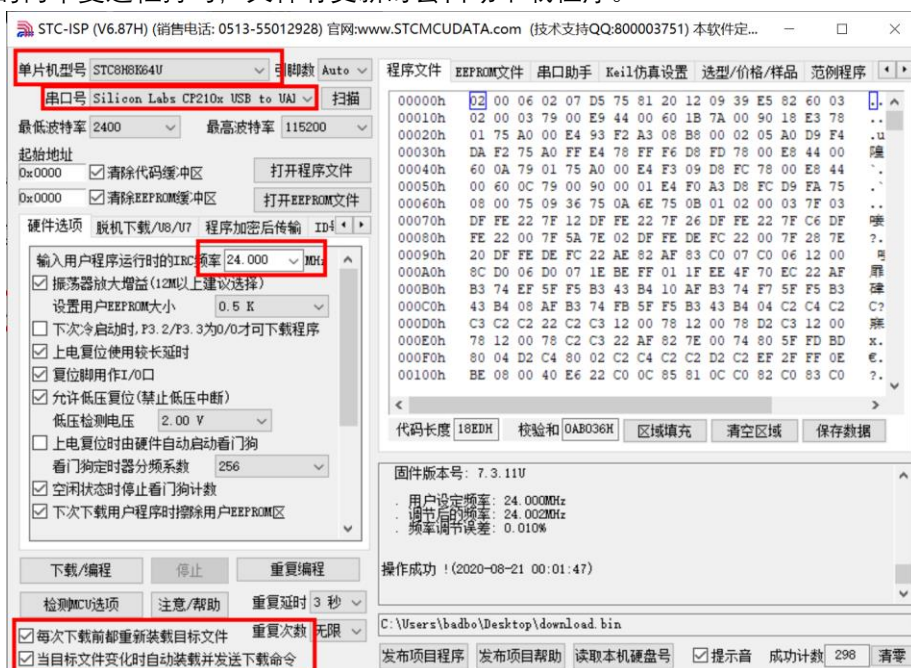 STC-ISP (V6.87H) (销售电话: 0513-55012928) 官网:www.STCMCUDATA.com (技术支持QQ:800003751) 本软件定...
单片机型号 STC8H8K64U 引脚数 Auto
串口号 Silicon Labs CP210x USB to UAI 扫描
最低波特率 2400 最高波特率 115200
起始地址
0x0000 清除代码缓冲区 打开程序文件
0x0000 清除EEPROM缓冲区 打开EEPROM文件
硬件选项 脱机下载/U8/U7 程序加密后传输
输入用户程序运行时的IRC频率 24.000 MHz
振荡器放大增益(12M以上建议选择)
设置用户EEPROM大小 0.5 K
下次冷启动时,P3.2/P3.3为0/0才可下载程序
上电复位使用较长延时
复位脚用作I/O口
允许低压复位(禁止低压中断)
低压检测电压 2.00 V
上电复位时由硬件自动启动看门狗
看门狗定时器分频系数 256
空闲状态时停止看门狗计数
下次下载用户程序时擦除用户EEPROM区
下载/编程 停止 重复编程
检测MCU选项 注意/帮助 重复延时 3 秒
每次下载前都重新装载目标文件 重复次数 无限
当目标文件变化时自动装载并发送下载命令
程序文件 EEPROM文件 串口助手 Keil仿真设置 选型/价格/样品 范例程序
00000h 02 00 06 02 07 D5 75 81 20 12 09 39 E5 82 60 03
00010h 02 00 03 79 00 E9 44 00 60 1B 7A 00 90 18 E3 78
00020h 01 75 A0 00 E4 93 F2 A3 08 B8 00 02 05 A0 D9 F4 .u
00030h DA F2 75 A0 FF E4 78 FF F6 D8 FD 78 00 E8 44 00
00040h 60 0A 79 01 75 A0 00 E4 F3 09 D8 FC 78 00 E8 44
00050h 00 60 0C 79 00 90 00 01 E4 F0 A3 D8 FC D9 FA 75
00060h 08 00 75 09 36 75 0A 6E 75 0B 01 02 00 03 7F 03
00070h DF FE 22 7F 12 DF FE 22 7F 26 DF FE 22 7F C6 DF
00080h FE 22 00 7F 5A 7E 02 DF FE DE FC 22 00 7F 28 7E ?.
00090h 20 DF FE DE FC 22 AE 82 AF 83 C0 07 C0 06 12 00
000A0h 8C D0 06 D0 07 1E BE FF 01 1F EE 4F 70 EC 22 AF
000B0h B3 74 EF 5F F5 B3 43 B4 10 AF B3 74 F7 5F F5 B3
000C0h 43 B4 08 AF B3 74 FB 5F F5 B3 43 B4 04 C2 C4 C2 C?
000D0h C3 C2 C2 22 C2 C3 12 00 78 12 00 78 D2 C3 12 00
000E0h 78 12 00 78 C2 C3 22 AF 82 7E 00 74 80 5F FD BD x.
000F0h 80 04 D2 C4 80 02 C2 C4 C2 C2 D2 C2 EF 2F FF 0E €.
00100h BE 08 00 40 E6 22 C0 0C 85 81 0C C0 82 C0 83 C0 ?.
代码长度 18EDH 校验和 0AB036H 区域填充 清空区域 保存数据
固件版本号: 7.3.11U
. 用户设定频率: 24.000MHz
. 调节后的频率: 24.002MHz
. 频率调节误差: 0.010%
操作成功 !(2020-08-21 00:01:47)
C:\Users\badbo\Desktop\download.bin
发布项目程序 发布项目帮助 读取本机硬盘号 提示音 成功计数 298 清零